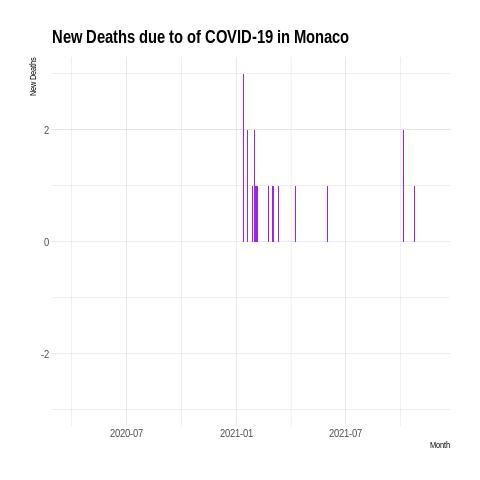 New Deaths due to of COVID-19 in Monaco
New Deaths
2
0
-2
2020-07
2021-01
2021-07
Month